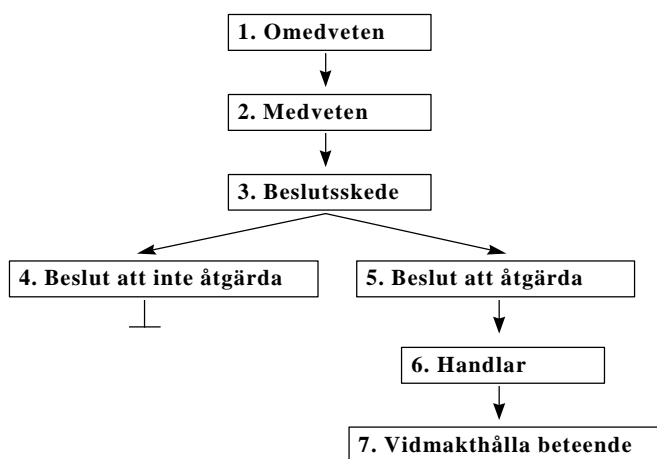 1. Omedveten
2. Medveten
3. Beslutsskede
4. Beslut att inte åtgärda
5. Beslut att åtgärda
6. Handlar
7. Vidmakthålla beteende